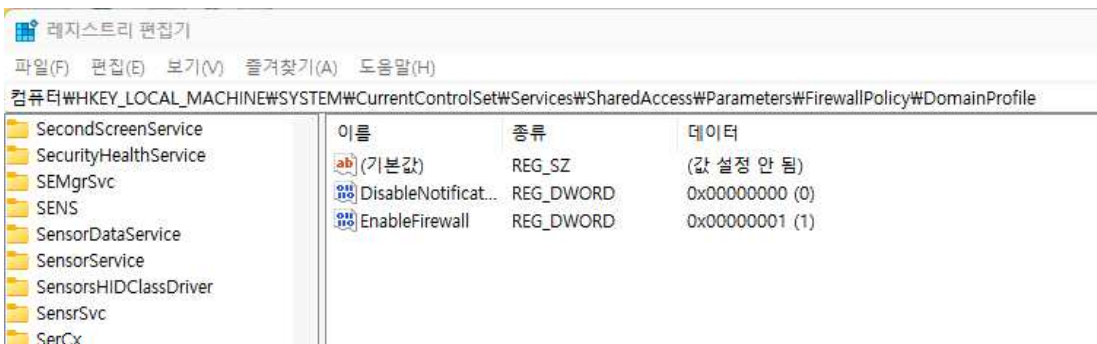 레지스트리 편집기
파일(F) 편집(E) 보기(V) 즐겨찾기(A) 도움말(H)
컴퓨터₩HKEY_LOCAL_MACHINE₩SYSTEM₩CurrentControlSet₩Services₩SharedAccess₩Parameters₩FirewallPolicy₩DomainProfile
SecondScreenService
SecurityHealthService
SEMgrSvc
SENS
SensorDataService
SensorService
SensorsHIDClassDriver
SensrSvc
SerCx
이름 종류 데이터
(기본값) REG_SZ (값 설정 안 됨)
DisableNotificat... REG_DWORD 0x00000000 (0)
EnableFirewall REG_DWORD 0x00000001 (1)